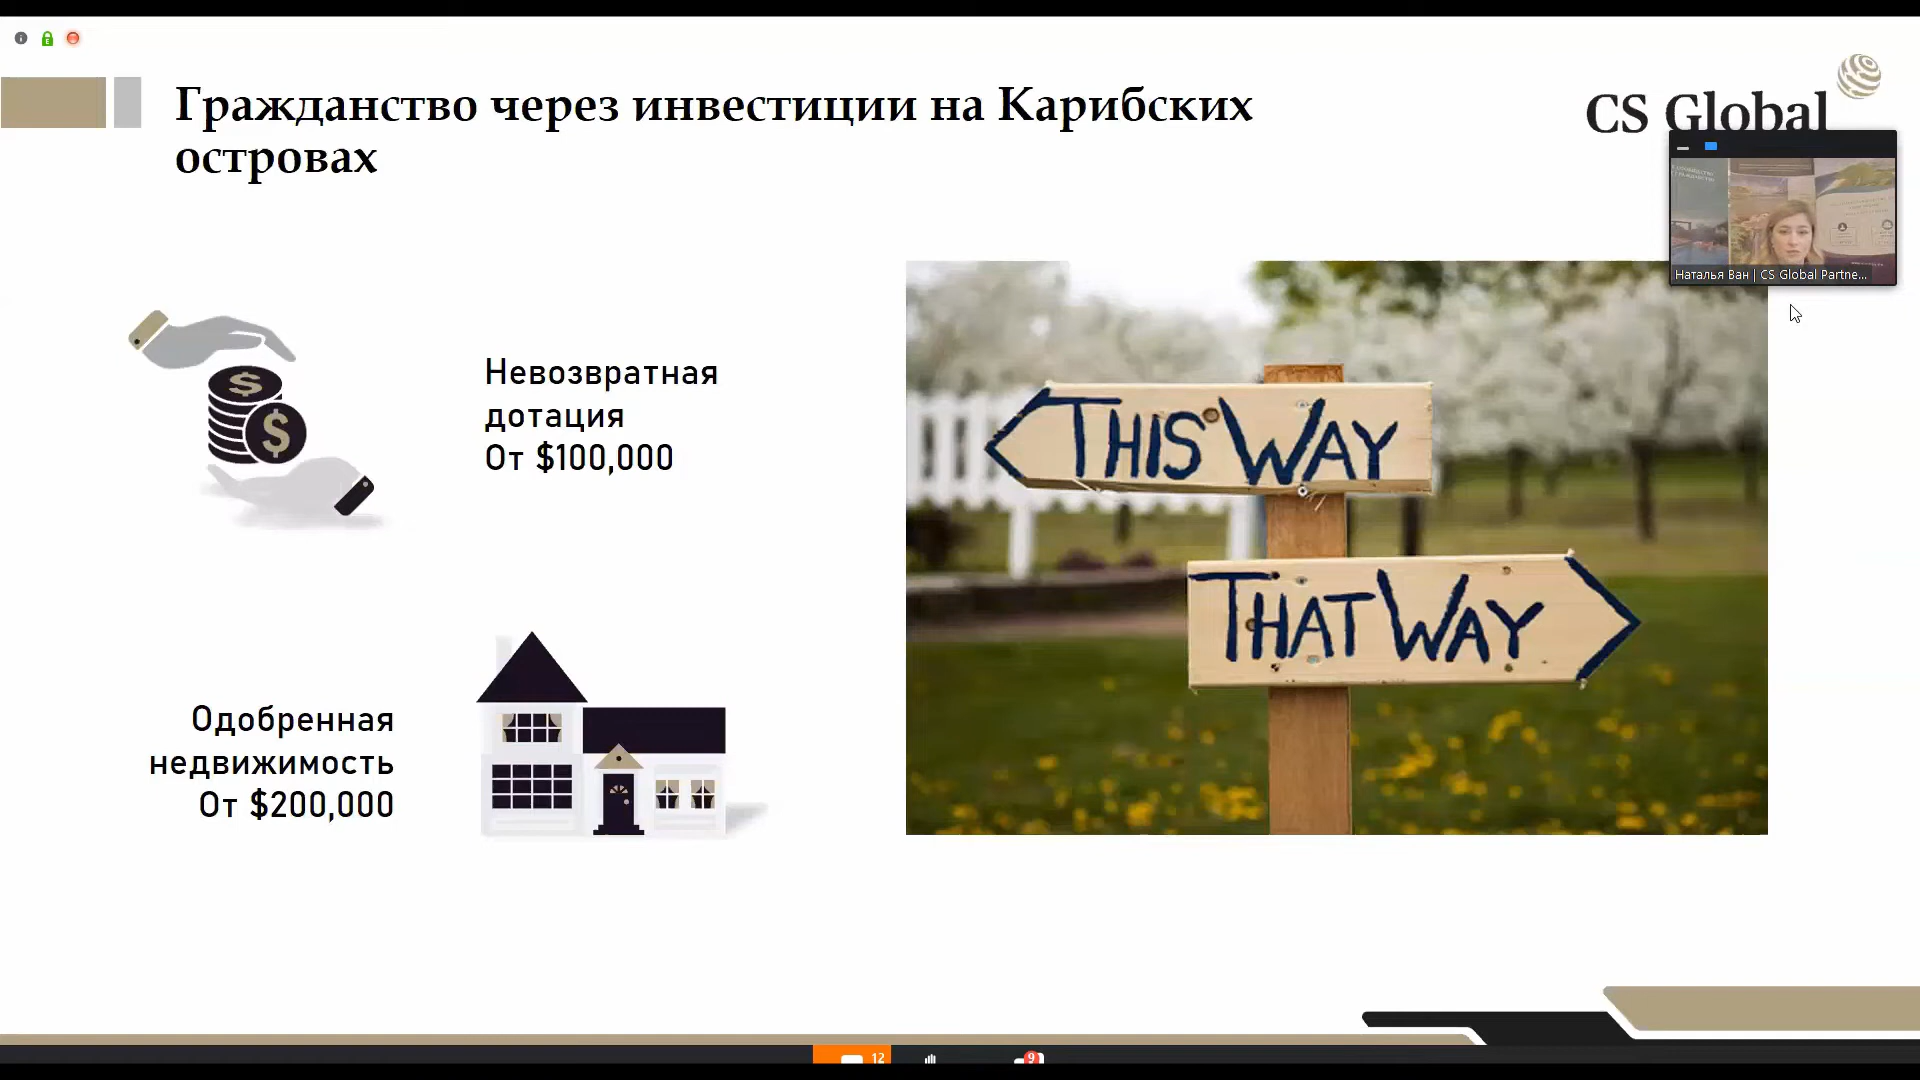 Гражданство через инвестиции на Карибских
островах
CS Global
Наталья Ван | CS Global Partne...
Невозвратная
дотация
От $100,000
THIS WAY
THAT WAY
Одобренная
недвижимость
От $200,000
12
9